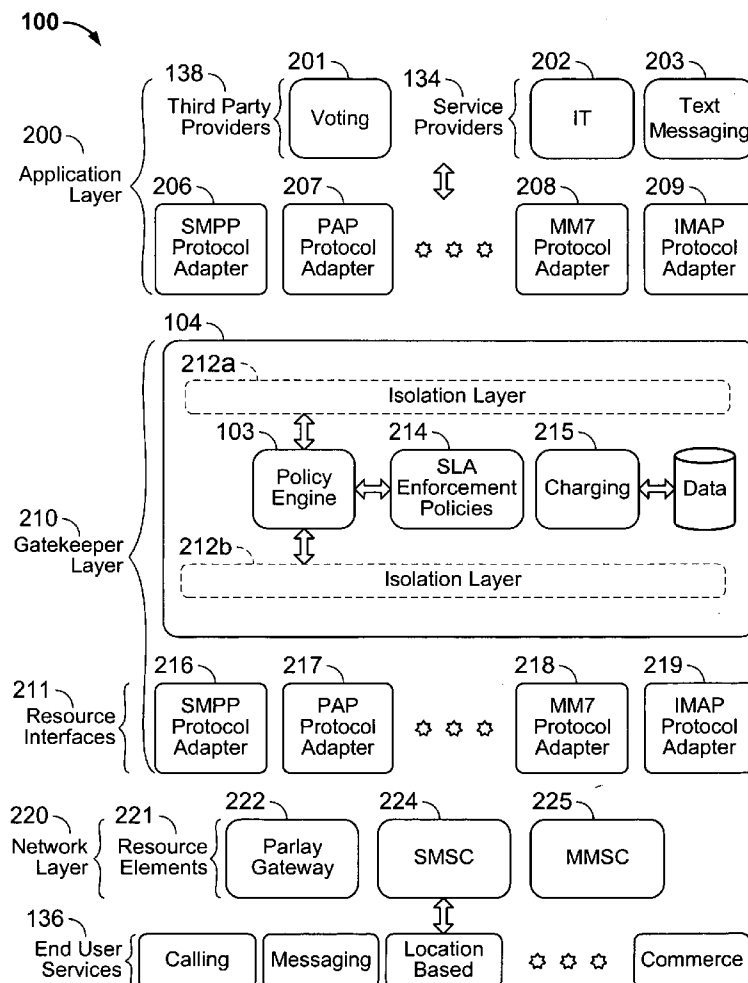 100
138
201
134
202
203
Third Party
Providers
Voting
Service
Providers
IT
Text
Messaging
200
Application
Layer
206
207
208
209
SMPP
Protocol
Adapter
PAP
Protocol
Adapter
MM7
Protocol
Adapter
IMAP
Protocol
Adapter
104
212a
Isolation Layer
103
214
215
Policy
Engine
SLA
Enforcement
Policies
Charging
Data
210
Gatekeeper
Layer
212b
Isolation Layer
216
217
218
219
211
Resource
Interfaces
SMPP
Protocol
Adapter
PAP
Protocol
Adapter
MM7
Protocol
Adapter
IMAP
Protocol
Adapter
220
221
222
224
225
Network
Layer
Resource
Elements
Parlay
Gateway
SMSC
MMSC
136
End User
Services
Calling
Messaging
Location
Based
Commerce